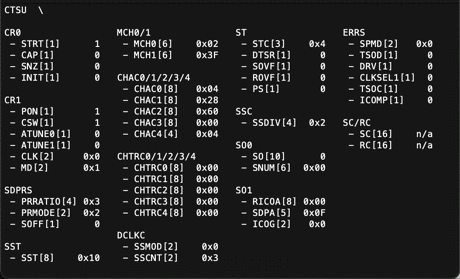 CTSU \
CR0
- STRT[1] 1
- CAP[1] 0
- SNZ[1] 0
- INIT[1] 0
CR1
- PON[1] 1
- CSW[1] 1
- ATUNE0[1] 0
- ATUNE1[1] 0
- CLK[2] 0x0
- MD[2] 0x1
SDPRS
- PRRATIO[4] 0x3
- PRMODE[2] 0x2
- SOFF[1] 0
SST
- SST[8] 0x10
MCH0/1
- MCH0[6] 0x02
- MCH1[6] 0x3F
CHAC0/1/2/3/4
- CHAC0[8] 0x04
- CHAC1[8] 0x28
- CHAC2[8] 0x60
- CHAC3[8] 0x00
- CHAC4[4] 0x04
CHTRC0/1/2/3/4
- CHTRC0[8] 0x00
- CHTRC1[8] 0x00
- CHTRC2[8] 0x00
- CHTRC3[8] 0x00
- CHTRC4[8] 0x00
DCLKC
- SSMOD[2] 0x0
- SSCNT[2] 0x3
ST
- STC[3] 0x4
- DTSR[1] 0
- SOVF[1] 0
- ROVF[1] 0
- PS[1] 0
SSC
- SSDIV[4] 0x2
SO0
- SO[10] 0
- SNUM[6] 0x00
SO1
- RICOA[8] 0x00
- SDPA[5] 0x0F
- ICOG[2] 0x0
ERRS
- SPMD[2] 0x0
- TSOD[1] 0
- DRV[1] 0
- CLKSEL1[1] 0
- TSOC[1] 0
- ICOMP[1] 0
SC/RC
- SC[16] n/a
- RC[16] n/a